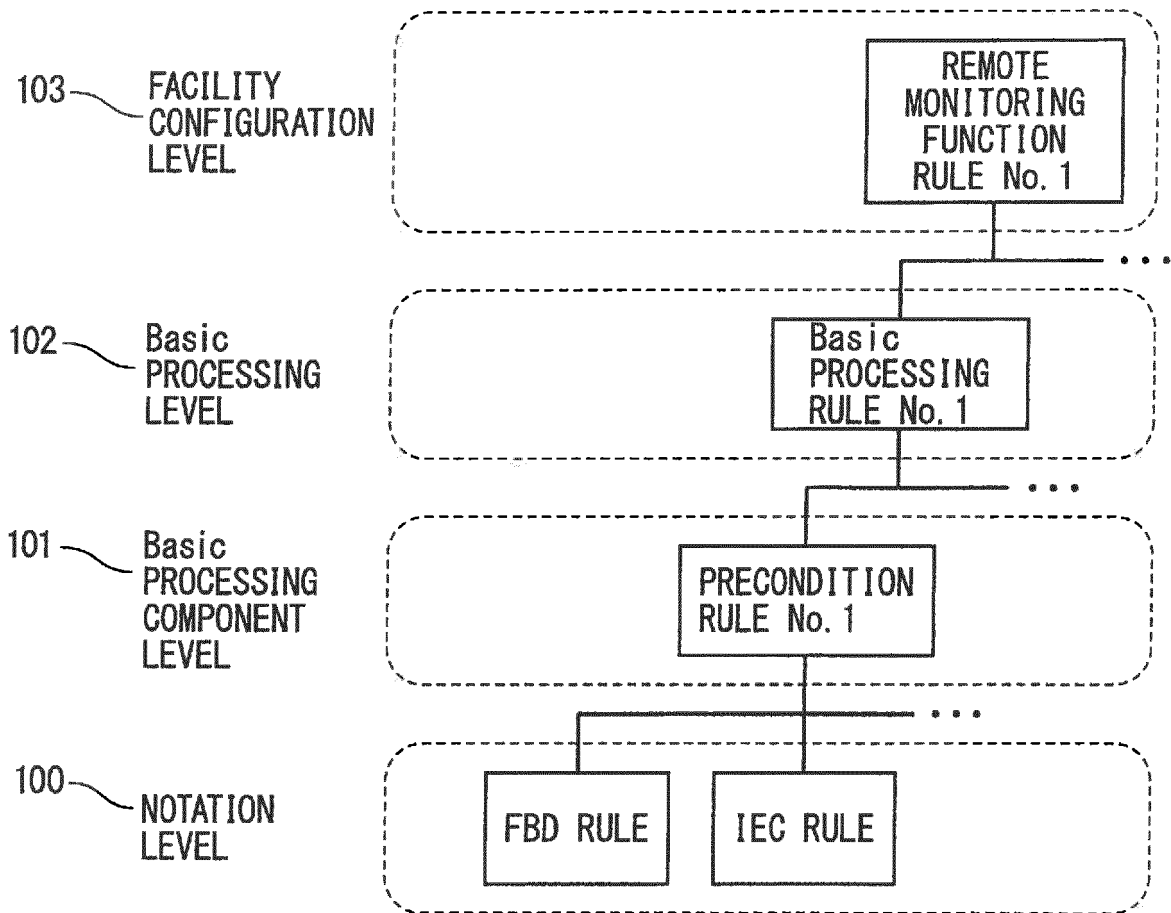 103
FACILITY
CONFIGURATION
LEVEL
REMOTE
MONITORING
FUNCTION
RULE No. 1
...
102
Basic
PROCESSING
LEVEL
Basic
PROCESSING
RULE No. 1
...
101
Basic
PROCESSING
COMPONENT
LEVEL
PRECONDITION
RULE No. 1
...
100
NOTATION
LEVEL
FBD RULE
IEC RULE